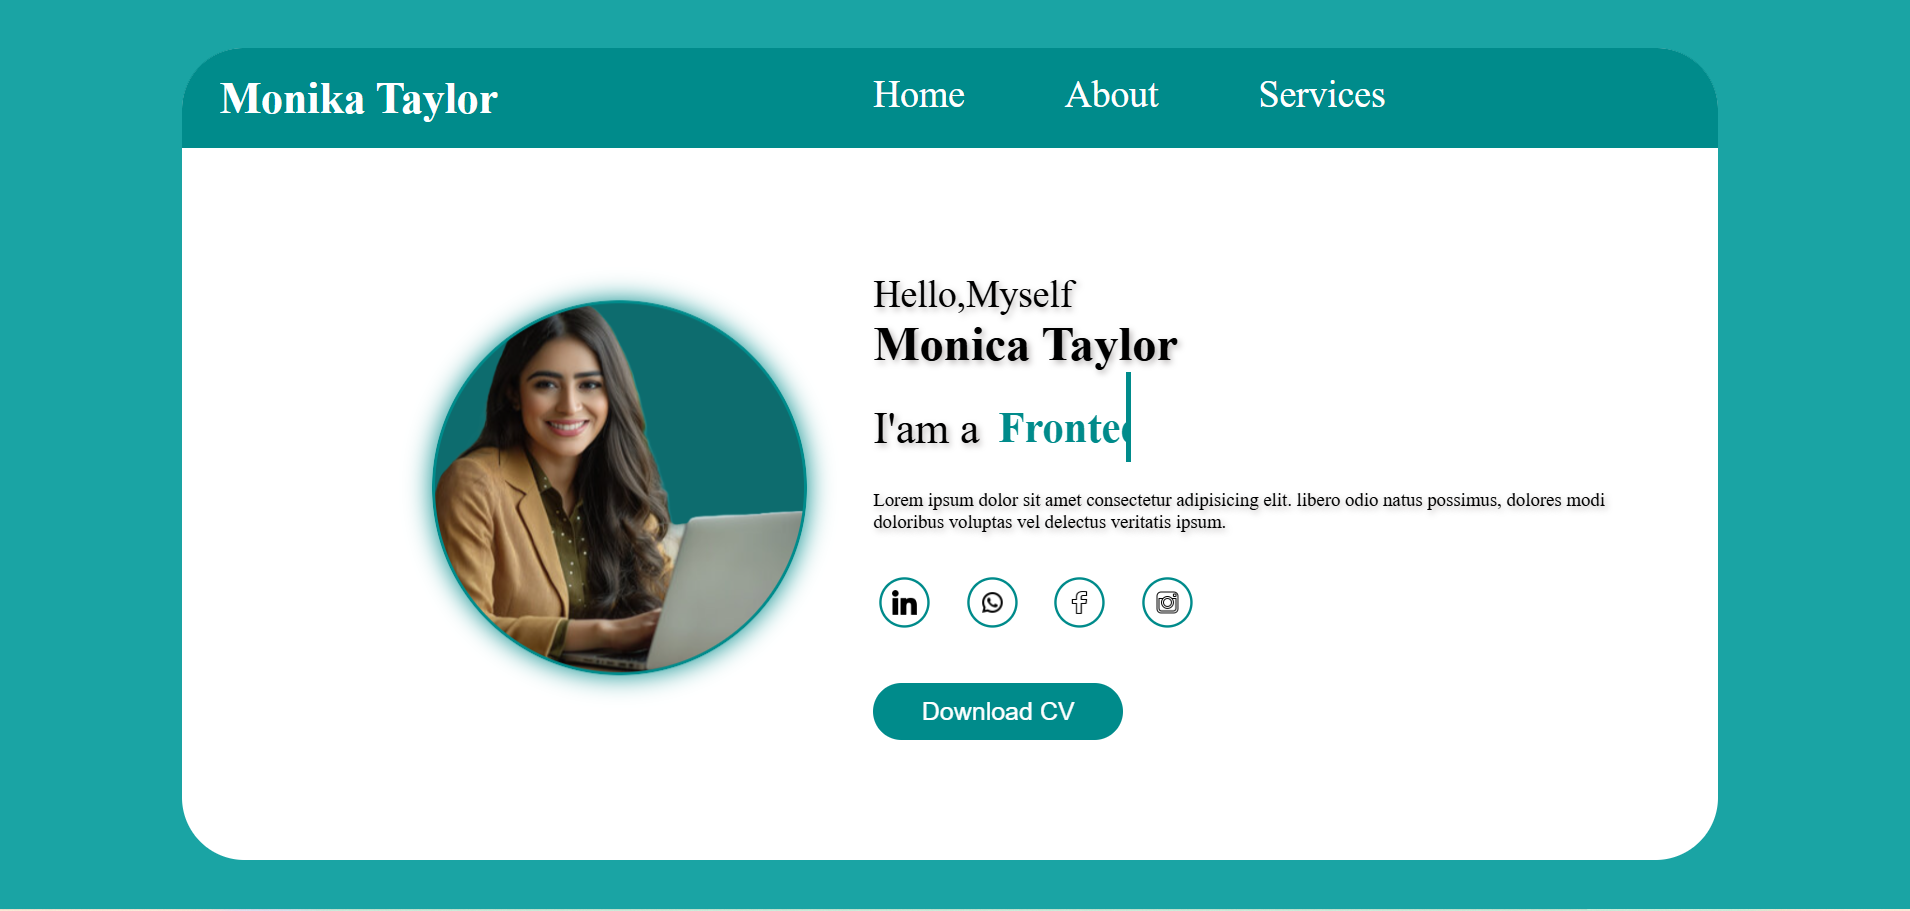 Monika Taylor
Home About Services
Hello,Myself
Monica Taylor
I'am a Fronte
Lorem ipsum dolor sit amet consectetur adipisicing elit. libero odio natus possimus, dolores modi
doloribus voluptas vel delectus veritatis ipsum.
in
Download CV